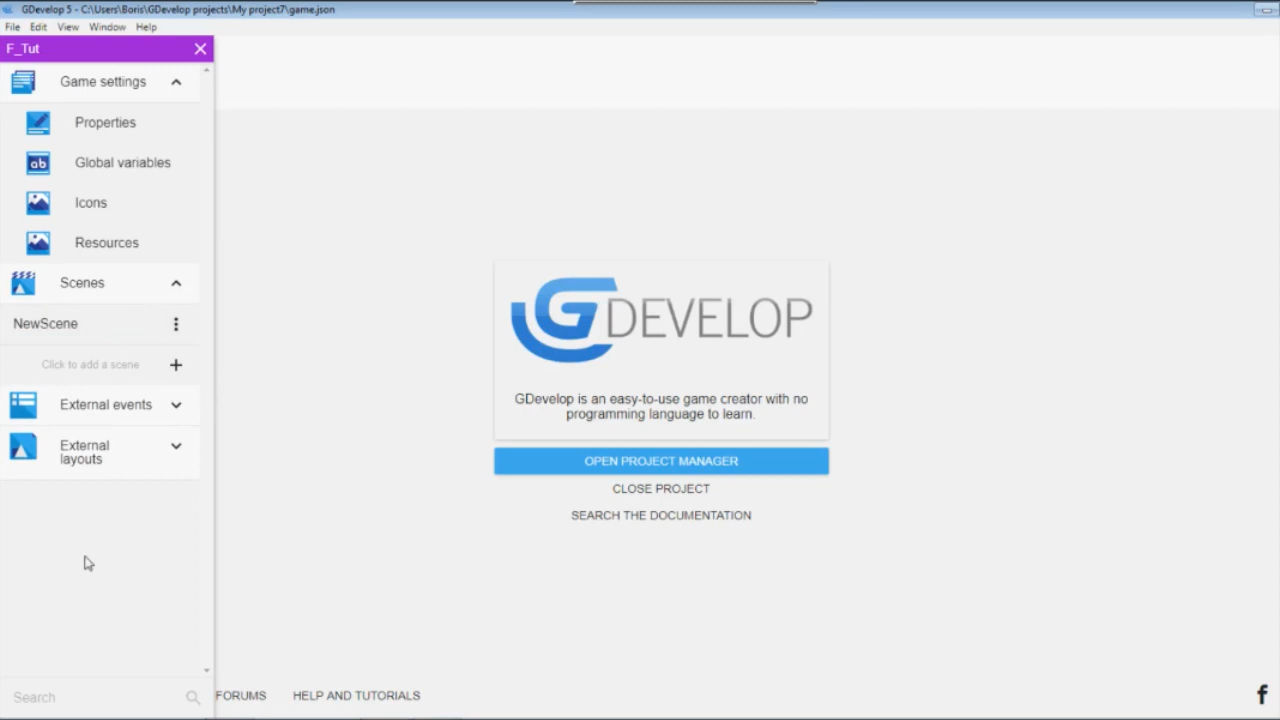 GDevelop 5 - C:\Users\Boris\GDevelop projects\My project7\game.json
File Edit View Window Help
F_Tut
Game settings
Properties
ab
Global variables
Icons
Resources
Scenes
NewScene
Click to add a scene
External events
External
layouts
Search
GDEVELOP
GDevelop is an easy-to-use game creator with no
programming language to learn.
OPEN PROJECT MANAGER
CLOSE PROJECT
SEARCH THE DOCUMENTATION
FORUMS HELP AND TUTORIALS
f